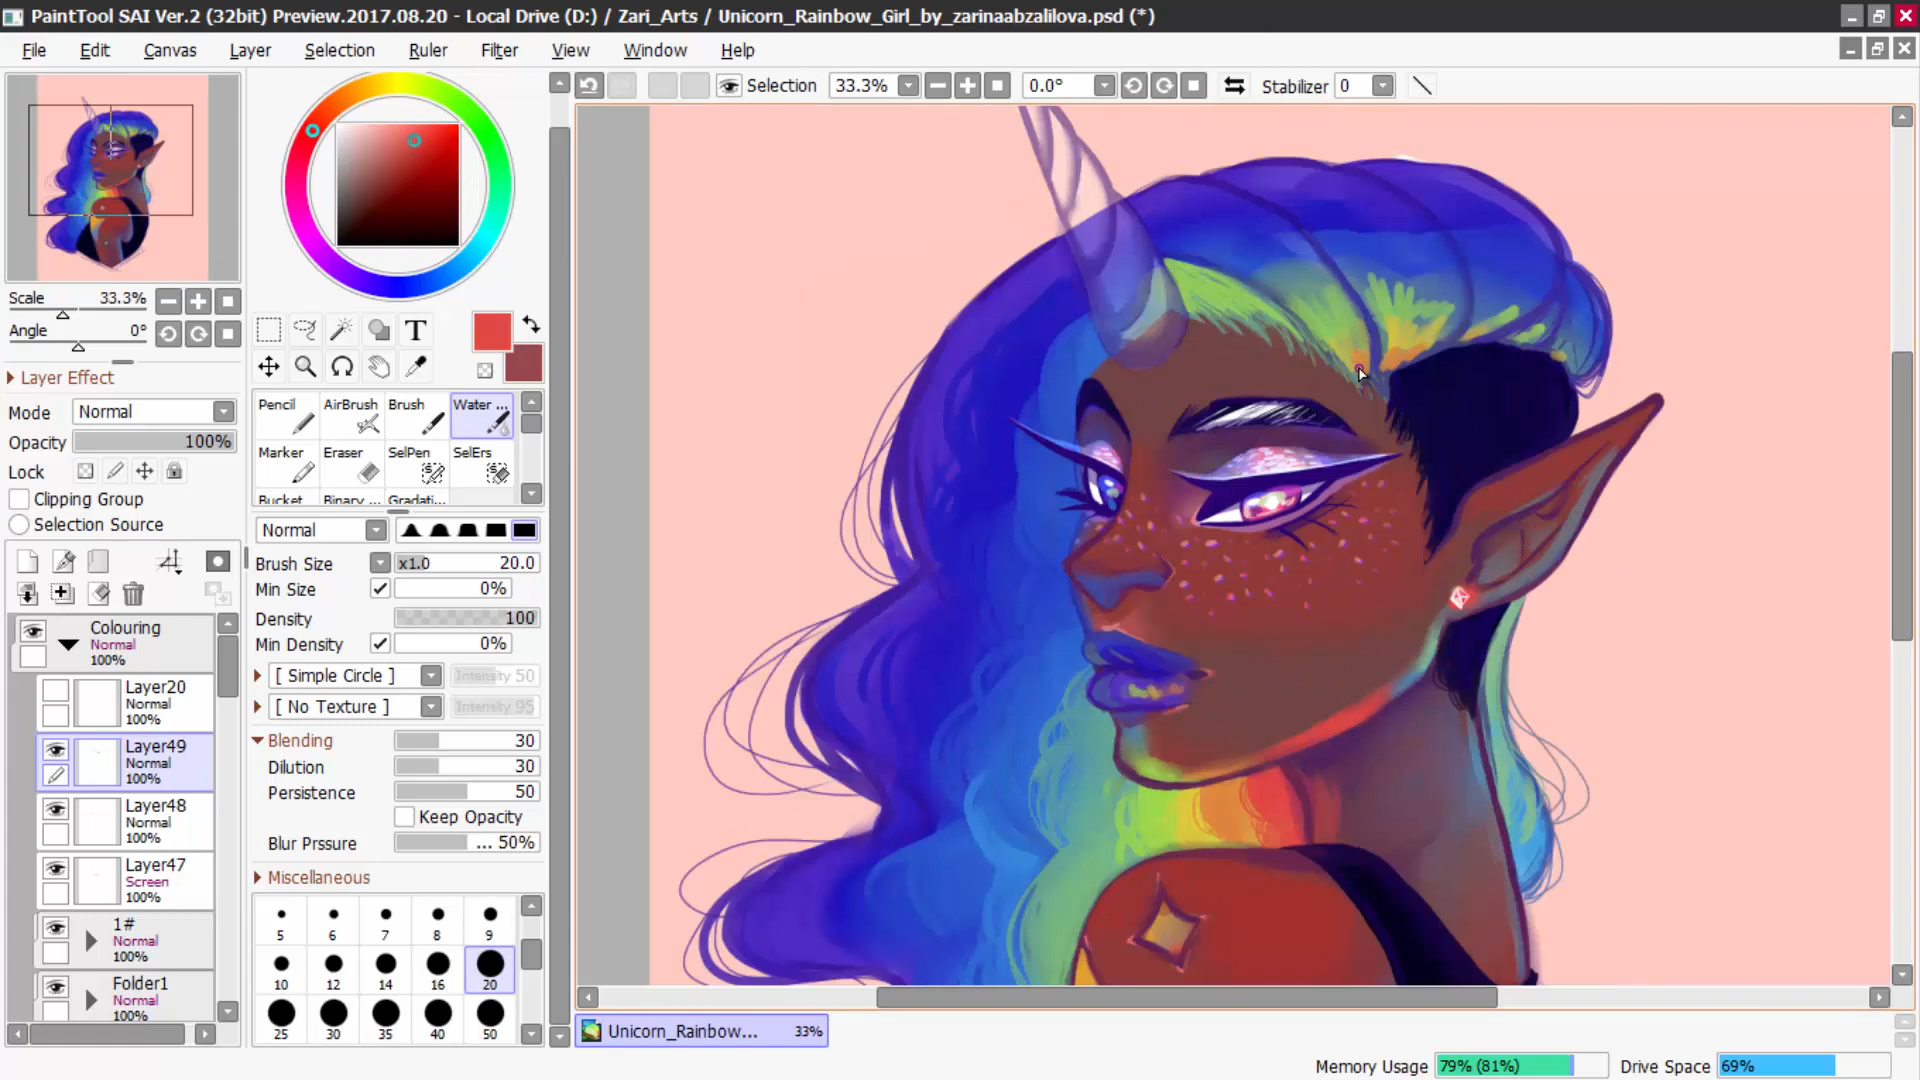 PaintTool SAI Ver.2 (32bit) Preview.2017.08.20 - Local Drive (D:) / Zari_Arts / Unicorn_Rainbow_Girl_by_zarinaabzalilova.psd (*)
File Edit Canvas Layer Selection Ruler Filter View Window Help
Selection 33.3% 0.0° Stabilizer 0
Scale 33.3%
Angle 0°
Layer Effect
Mode Normal
Opacity 100%
Lock
Clipping Group
Selection Source
Colouring
Normal
100%
Layer20
Normal
100%
Layer49
Normal
100%
Layer48
Normal
100%
Layer47
Screen
100%
1#
Normal
100%
Folder1
Normal
100%
T
Pencil AirBrush Brush Water ...
Marker Eraser SelPen SelErs
Bucket Binary ... Gradati...
Normal
Brush Size x1.0 20.0
Min Size 0%
Density 100
Min Density 0%
[ Simple Circle ] Intensity 50
[ No Texture ] Intensity 95
Blending 30
Dilution 30
Persistence 50
Keep Opacity
Blur Prssure ... 50%
Miscellaneous
5 6 7 8 9
10 12 14 16 20
25 30 35 40 50
Unicorn_Rainbow... 33%
Memory Usage 79% (81%) Drive Space 69%